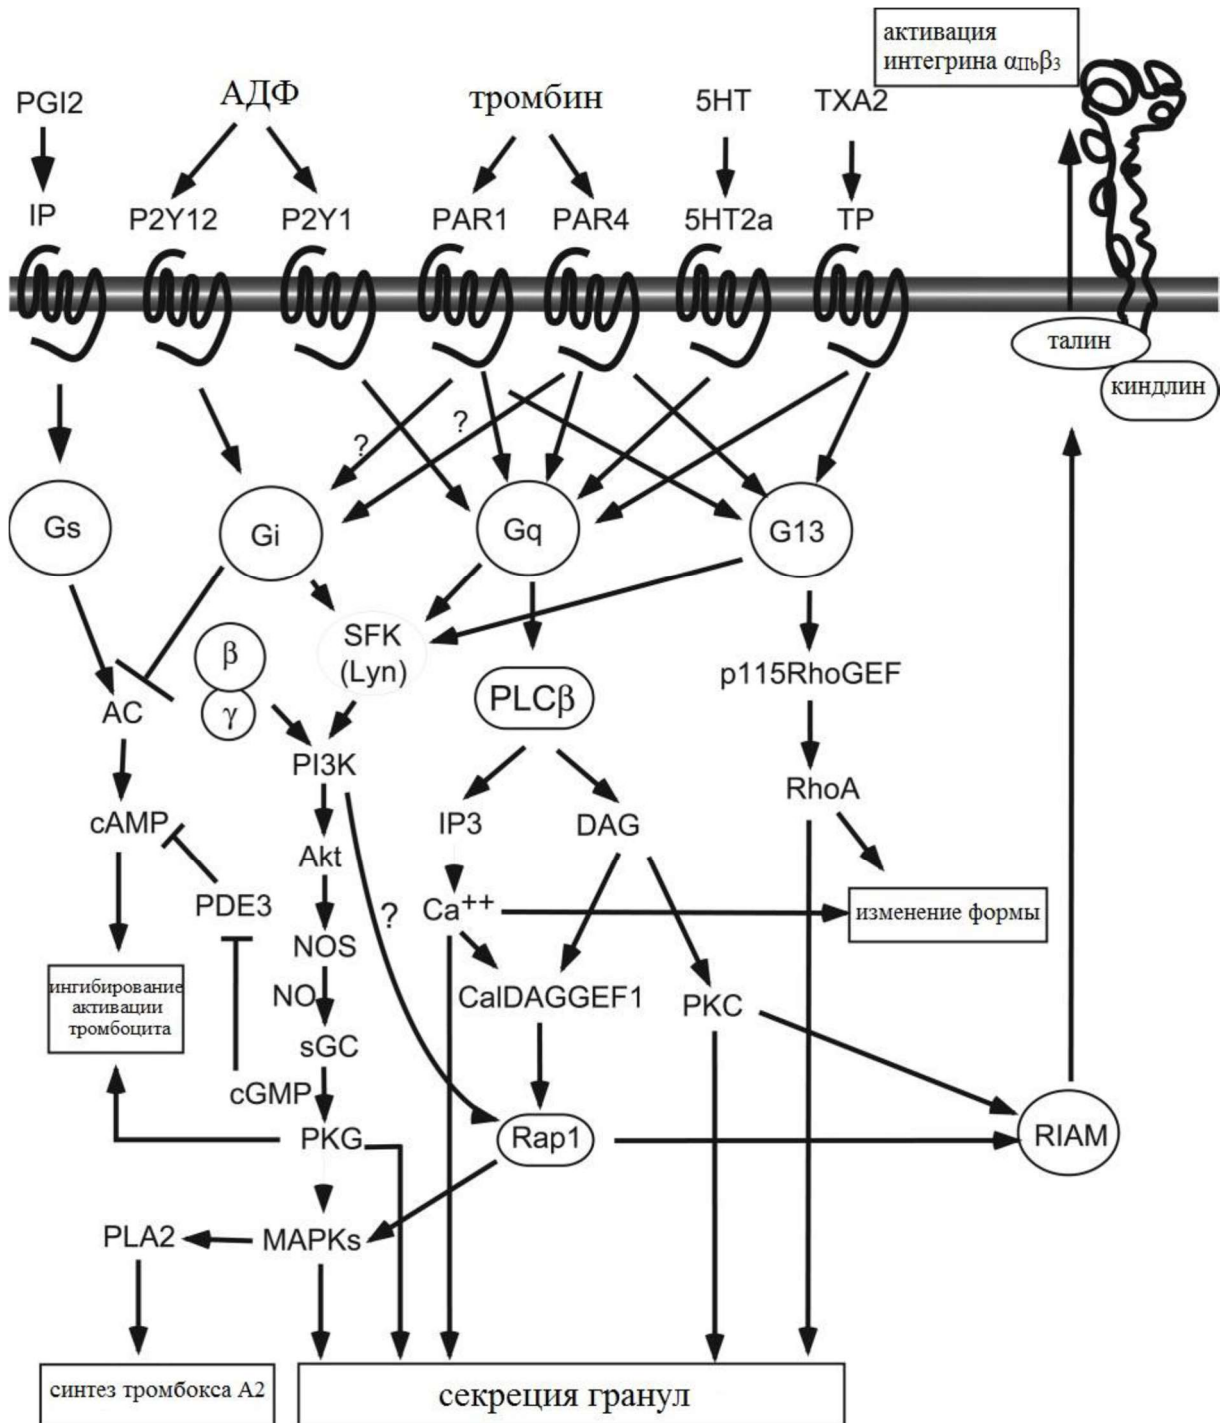 активация
интегрина αIIbβ3
PGI2
АДФ
тромбин
5HT
TXA2
IP
P2Y12
P2Y1
PAR1
PAR4
5HT2a
TP
талин
киндлин
?
?
Gs
Gi
Gq
G13
SFK
(Lyn)
β
γ
p115RhoGEF
PLCβ
AC
PI3K
RhoA
cAMP
IP3
DAG
Akt
PDE3
?
Ca++
изменение формы
NOS
ингибирование
активации
тромбоцита
NO
CalDAGGEF1
PKC
sGC
cGMP
PKG
Rap1
RIAM
PLA2
MAPKs
синтез тромбокса А2
секреция гранул